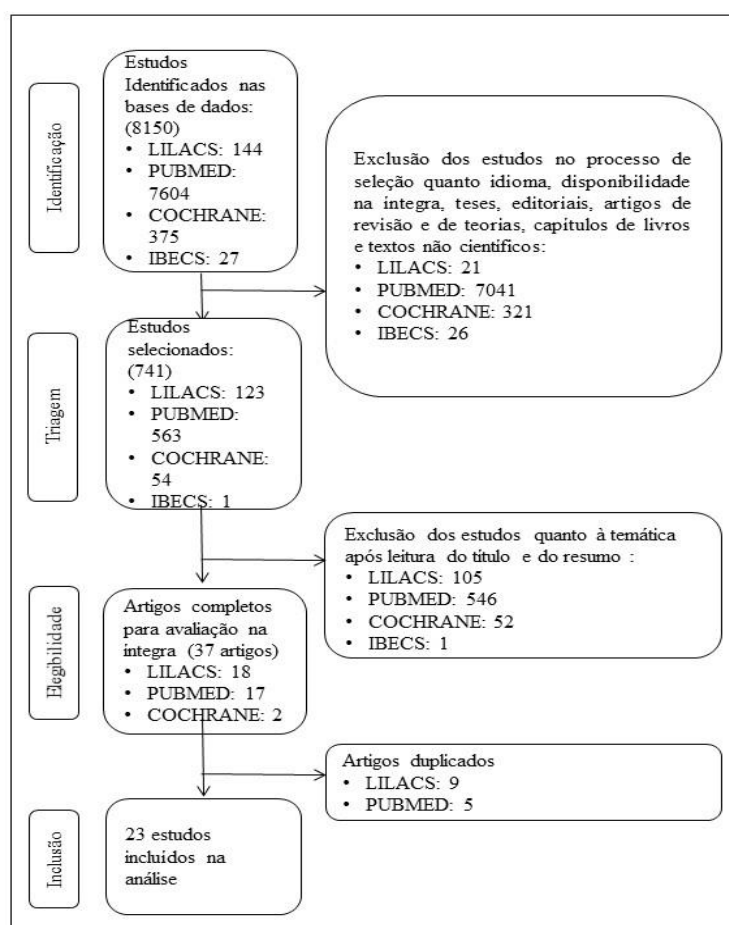 Identificação
Estudos
Identificados nas
bases de dados:
(8150)
• LILACS: 144
• PUBMED:
7604
• COCHRANE:
375
• IBECS: 27
Exclusão dos estudos no processo de
seleção quanto idioma, disponibilidade
na integra, teses, editoriais, artigos de
revisão e de teorias, capítulos de livros
e textos não científicos:
• LILACS: 21
• PUBMED: 7041
• COCHRANE: 321
• IBECS: 26
Triagem
Estudos
selecionados:
(741)
• LILACS: 123
• PUBMED:
563
• COCHRANE:
54
• IBECS: 1
Exclusão dos estudos quanto à temática
após leitura do título e do resumo :
• LILACS: 105
• PUBMED: 546
• COCHRANE: 52
• IBECS: 1
Elegibilidade
Artigos completos
para avaliação na
integra (37 artigos)
• LILACS: 18
• PUBMED: 17
• COCHRANE: 2
Artigos duplicados
• LILACS: 9
• PUBMED: 5
Inclusão
23 estudos
incluídos na
análise